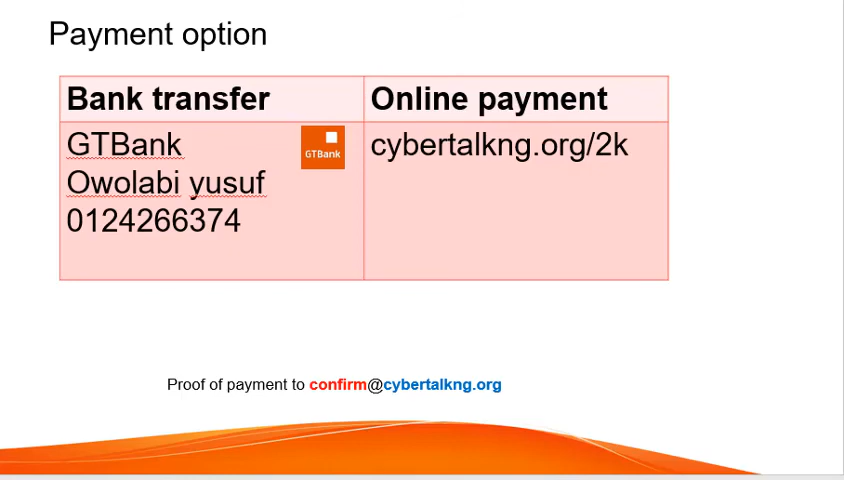 Payment option
Bank transfer
Online payment
GTBank
GTBank
cybertalkng.org/2k
Owolabi yusuf
0124266374
Proof of payment to confirm@cybertalkng.org